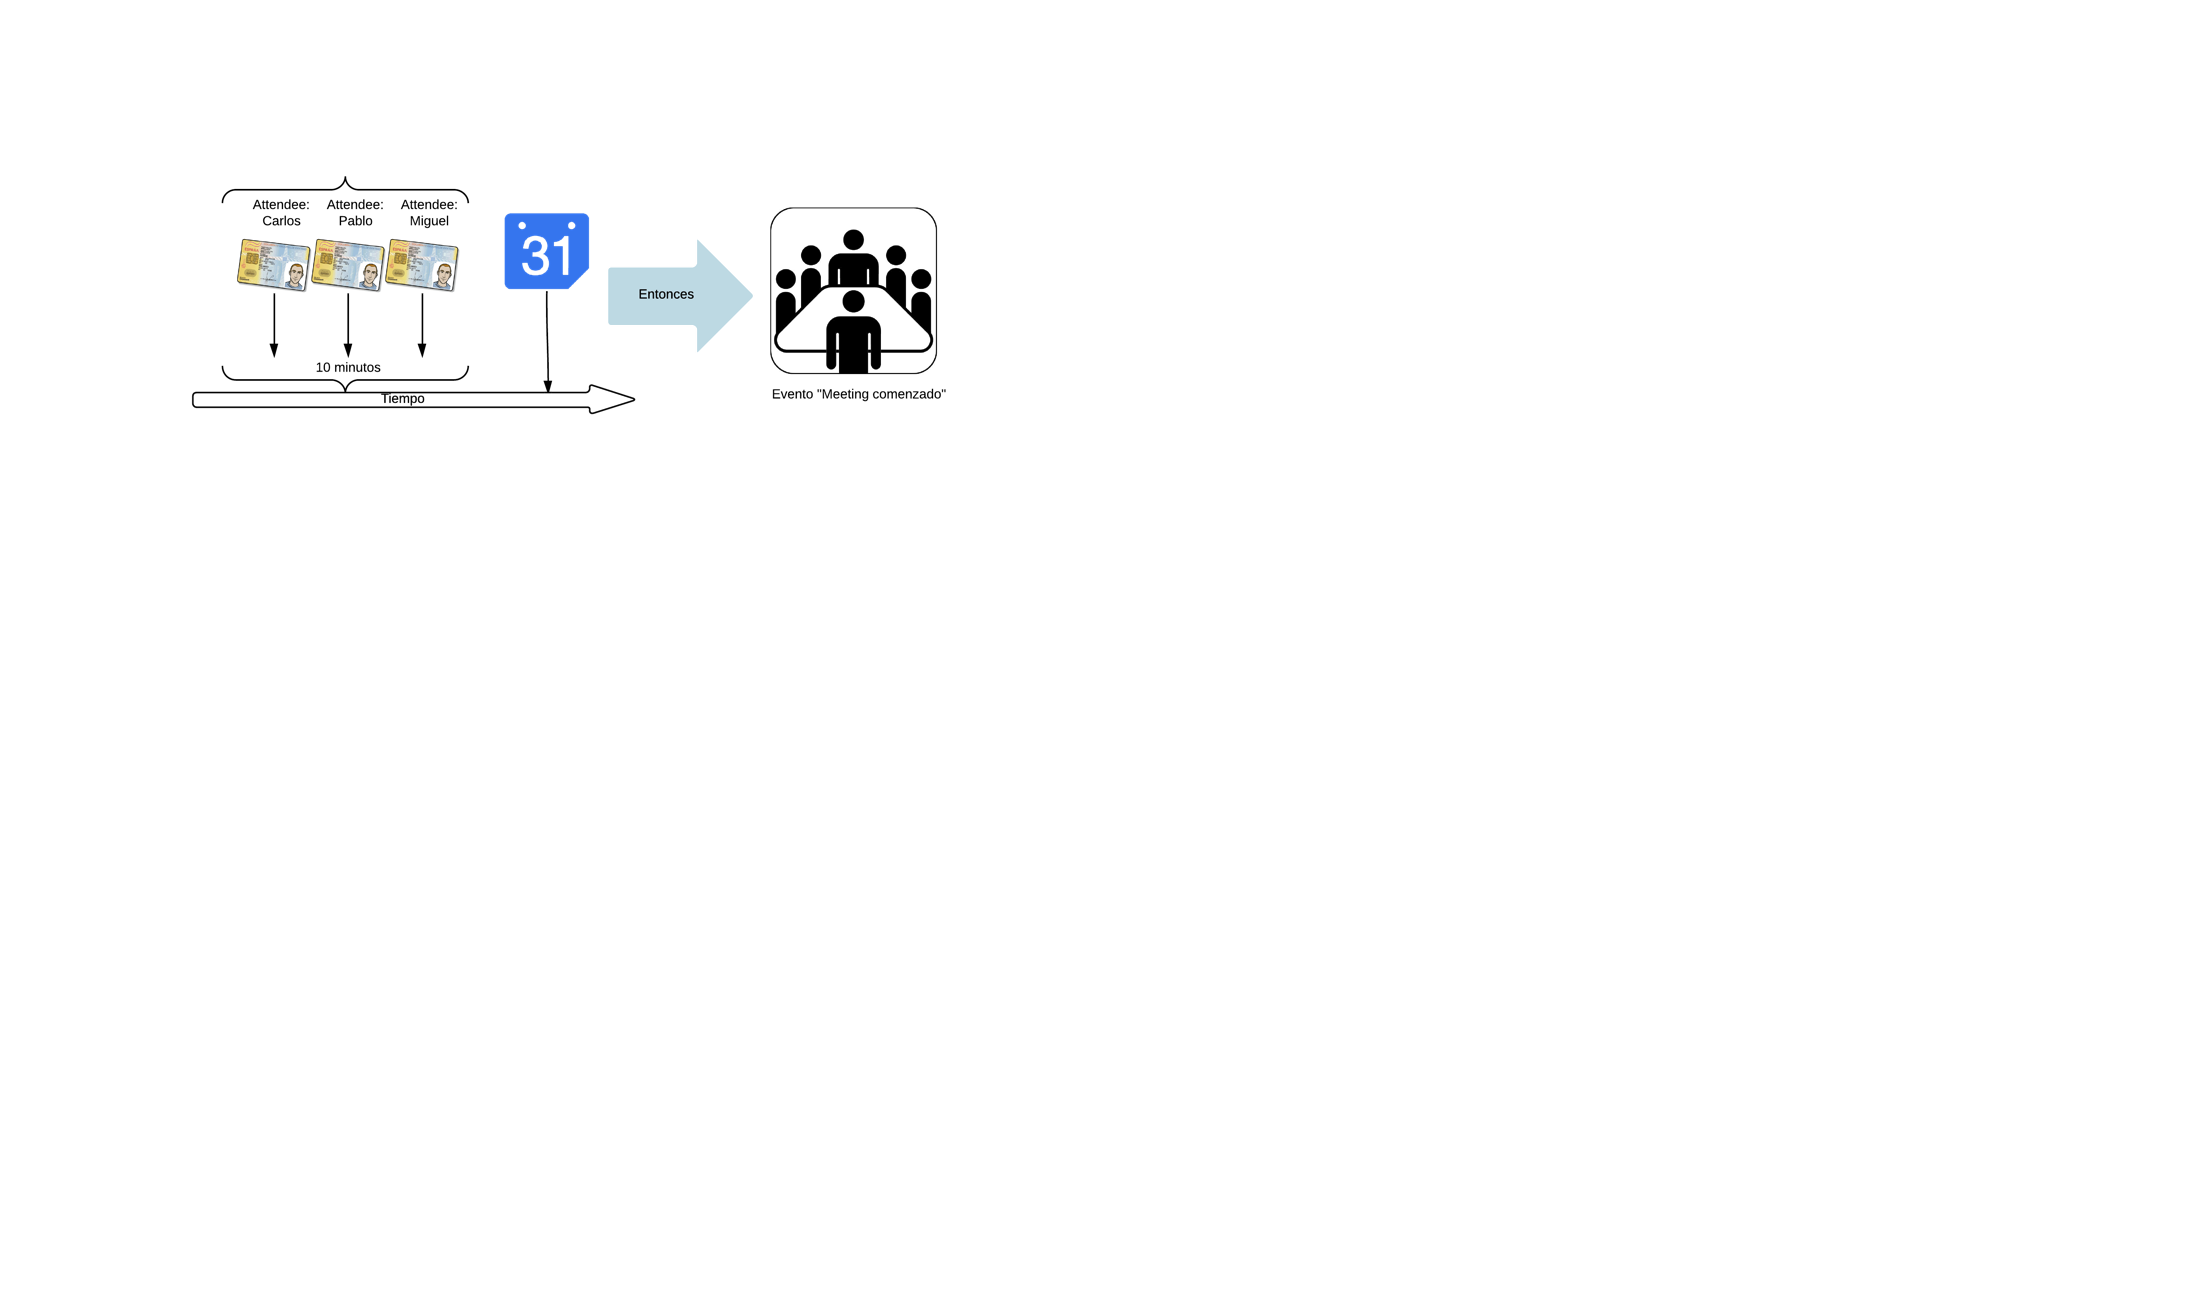 Attendee:
Carlos
Attendee:
Pablo
Attendee:
Miguel
31
Entonces
10 minutos
Tiempo
Evento "Meeting comenzado"